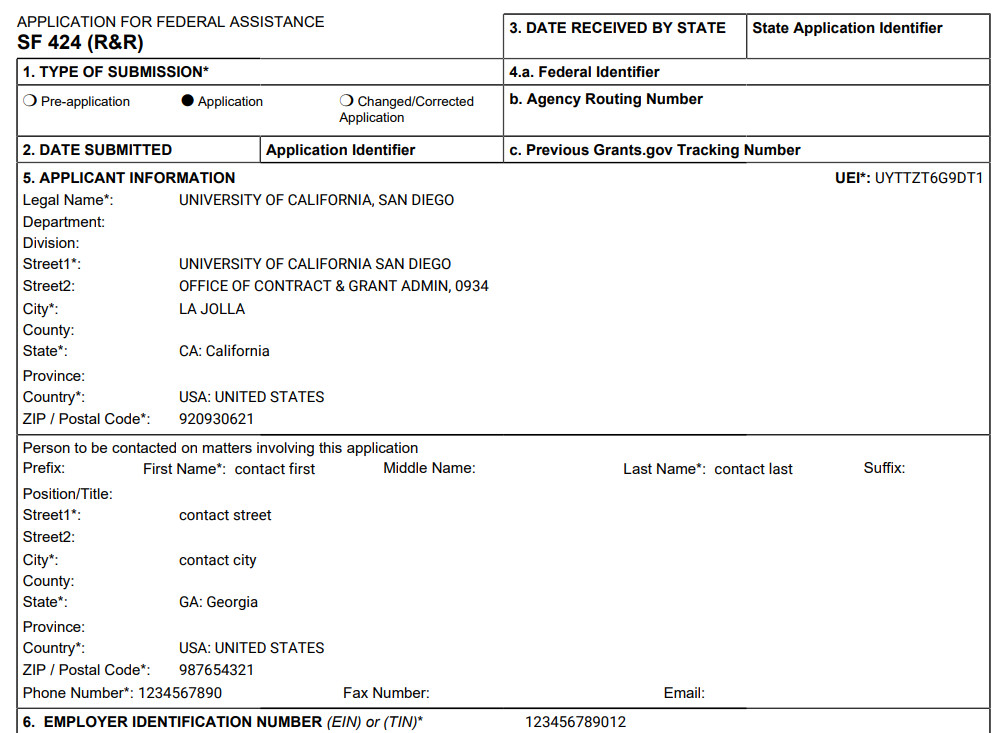 APPLICATION FOR FEDERAL ASSISTANCE
SF 424 (R&R)
3. DATE RECEIVED BY STATE
State Application Identifier
1. TYPE OF SUBMISSION*
4.a. Federal Identifier
Pre-application
Application
Changed/Corrected
Application
b. Agency Routing Number
2. DATE SUBMITTED
Application Identifier
c. Previous Grants.gov Tracking Number
5. APPLICANT INFORMATION
UEI*: UYTTZT6G9DT1
Legal Name*: UNIVERSITY OF CALIFORNIA, SAN DIEGO
Department:
Division:
Street1*: UNIVERSITY OF CALIFORNIA SAN DIEGO
Street2: OFFICE OF CONTRACT & GRANT ADMIN, 0934
City*: LA JOLLA
County:
State*: CA: California
Province:
Country*: USA: UNITED STATES
ZIP / Postal Code*: 920930621
Person to be contacted on matters involving this application
Prefix: First Name*: contact first Middle Name: Last Name*: contact last Suffix:
Position/Title:
Street1*: contact street
Street2:
City*: contact city
County:
State*: GA: Georgia
Province:
Country*: USA: UNITED STATES
ZIP / Postal Code*: 987654321
Phone Number*: 1234567890 Fax Number: Email:
6. EMPLOYER IDENTIFICATION NUMBER (EIN) or (TIN)* 123456789012